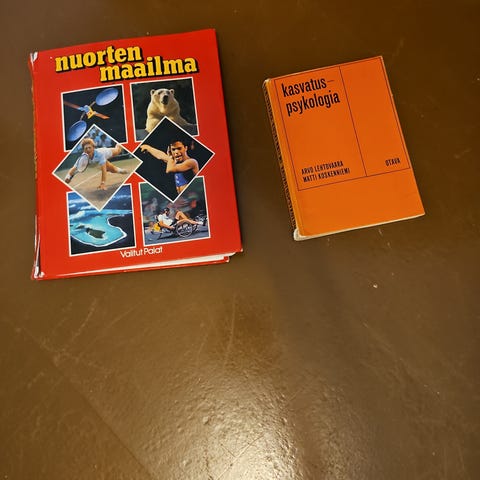 nuorten
maailma
Valitut Palat
kasvatus–
psykologia
ARVO LEHTOVAARA
MATTI KOSKENNIEMI
OTAVA